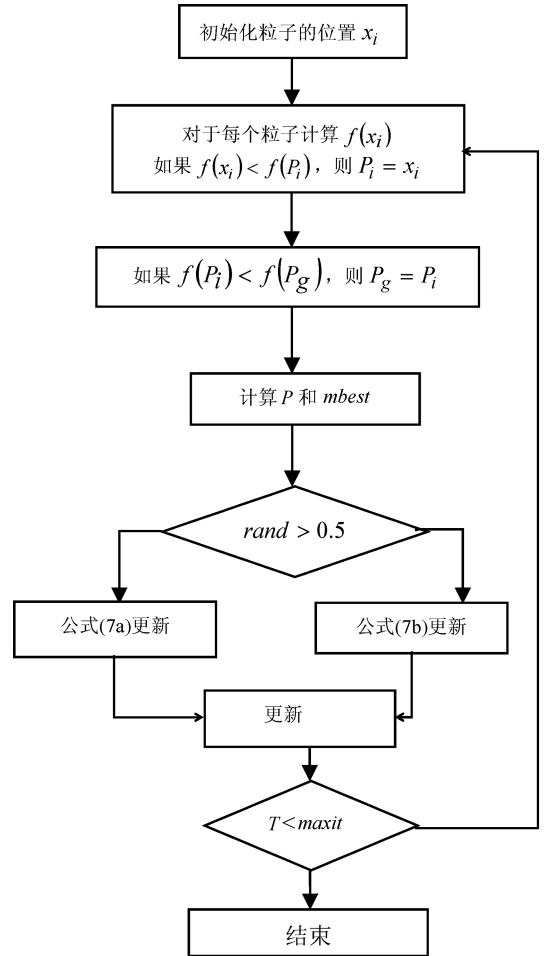 初始化粒子的位置 xᵢ
对于每个粒子计算 f(xᵢ)
如果 f(xᵢ) < f(Pᵢ)，则 Pᵢ = xᵢ
如果 f(Pᵢ) < f(P_g)，则 P_g = Pᵢ
计算 P 和 mbest
rand > 0.5
公式(7a)更新
公式(7b)更新
更新
T＜maxit
结束